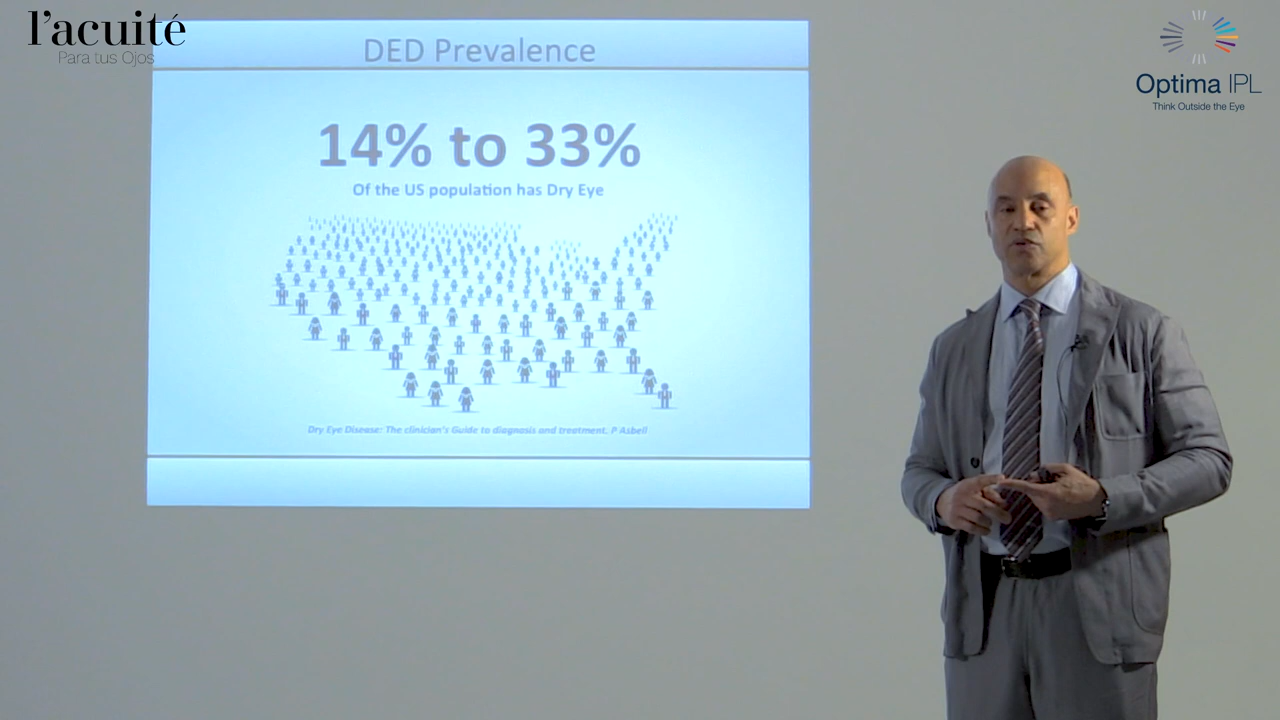 l'acuité
Para tus Ojos
DED Prevalence
14% to 33%
Of the US population has Dry Eye
Dry Eye Disease: The clinician's Guide to diagnosis and treatment, P Asbell
Optima IPL
Think Outside the Eye